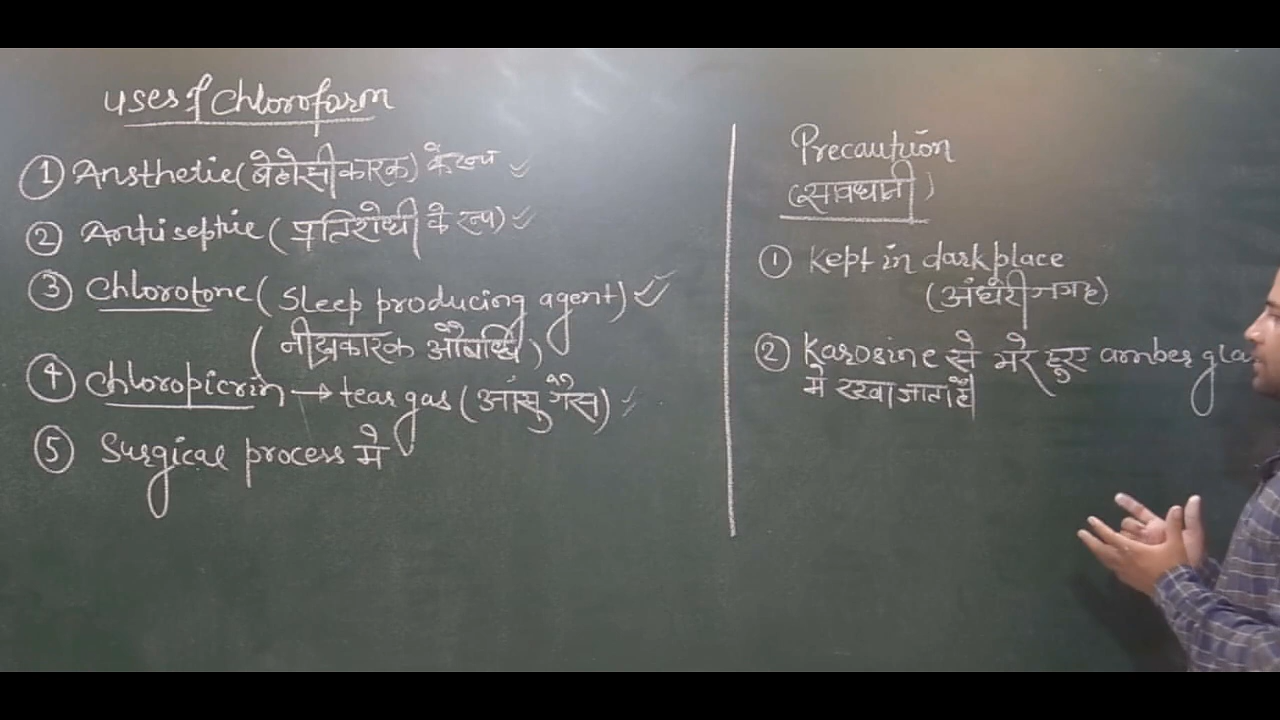 Uses of Chloroform
① Ansthetic (बेहोसीकारक) के रूप
② Antiseptic (प्रतिरोधी के रूप)
③ Chlorotone (Sleep producing agent)
(नीद्राकारक औषधि)
④ Chloropicrin → tear gas (आंसु गैस)
⑤ Surgical process मे
Precaution
(सावधानी)
① Kept in dark place
(अंधेरी जगह)
② Karosine से भरे हुए amber gla
मे रखा जाता है।